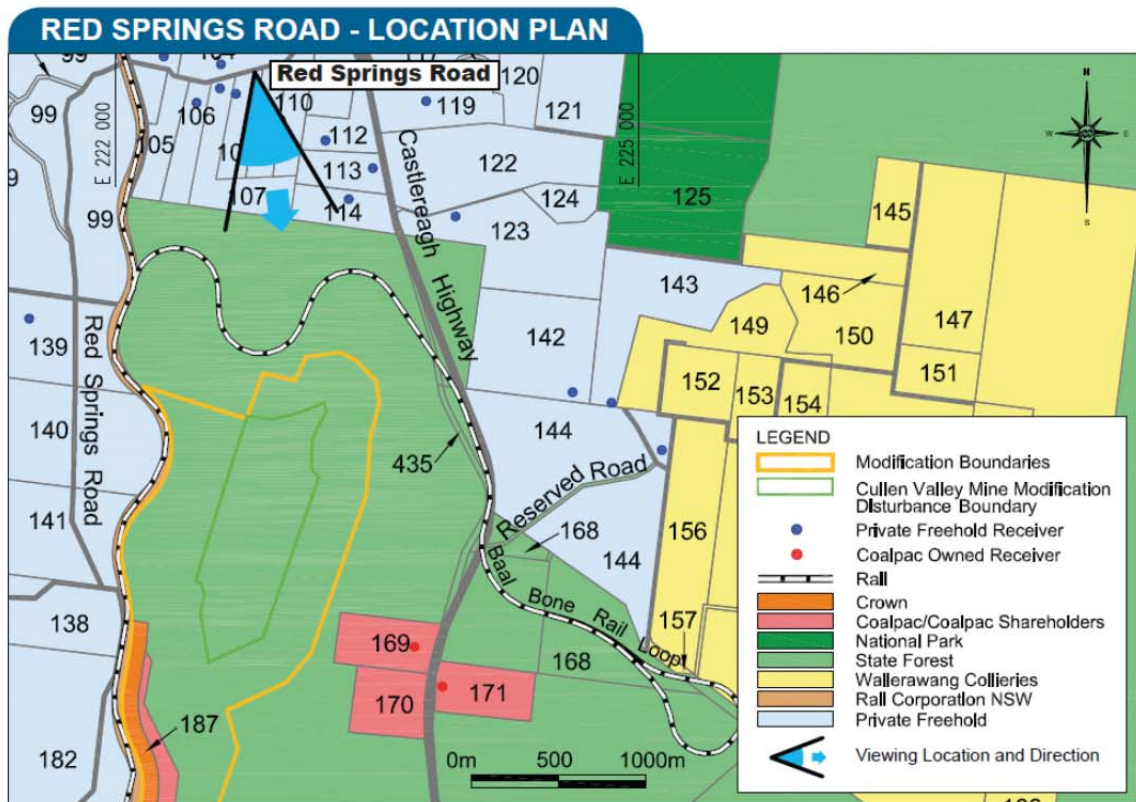 RED SPRINGS ROAD - LOCATION PLAN
Red Springs Road
99
99
99
105
106
107
110
112
113
114
119
120
121
122
123
124
125
E 222 000
E 225 000
N
W
E
S
Castlereagh Highway
139
140
141
138
182
187
Red Springs Road
142
143
144
144
145
146
147
149
150
151
152
153
154
156
157
435
Reserved Road
168
168
169
170
171
Baal Bone Rail Loop
0m 500 1000m
LEGEND
Modification Boundaries
Cullen Valley Mine Modification
Disturbance Boundary
Private Freehold Receiver
Coalpac Owned Receiver
Rail
Crown
Coalpac/Coalpac Shareholders
National Park
State Forest
Wallerawang Collieries
Rail Corporation NSW
Private Freehold
Viewing Location and Direction